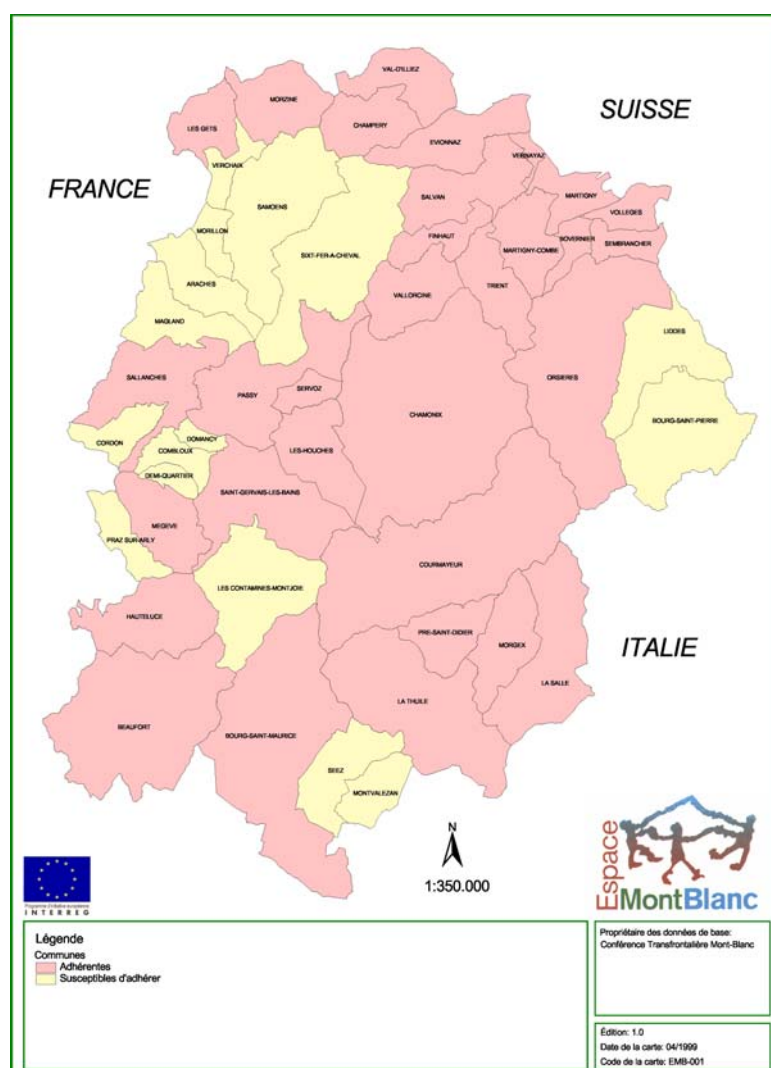 VAL-D'ILLIEZ
SUISSE
MORZINE
CHAMPERY
LES GETS
EVIONNAZ
VERNAYAZ
VERCHAIX
FRANCE
SALVAN
MARTIGNY
SAMOENS
VOLLEGES
MORILLON
FINHAUT
BOVERNIER
SEMBRANCHER
MARTIGNY-COMBE
SIXT-FER-A-CHEVAL
ARACHES
TRIENT
VALLORCINE
MAGLAND
LIDDES
SALLANCHES
ORSIERES
SERVOZ
PASSY
CHAMONIX
BOURG-SAINT-PIERRE
CORDON
DOMANCY
COMBLOUX
LES-HOUCHES
DEMI-QUARTIER
SAINT-GERVAIS-LES-BAINS
MEGEVE
PRAZ SUR-ARLY
COURMAYEUR
LES CONTAMINES-MONTJOIE
HAUTELUCE
PRE-SAINT-DIDIER
MORGEX
ITALIE
LA SALLE
LA THUILE
BEAUFORT
BOURG-SAINT-MAURICE
SEEZ
MONTVALEZAN
N
1:350.000
Espace
MontBlanc
Programme d'initiative européenne
INTERREG
Légende
Communes
Adhérentes
Susceptibles d'adhérer
Propriétaire des données de base:
Conférence Transfrontalière Mont-Blanc
Édition: 1.0
Date de la carte: 04/1999
Code de la carte: EMB-001